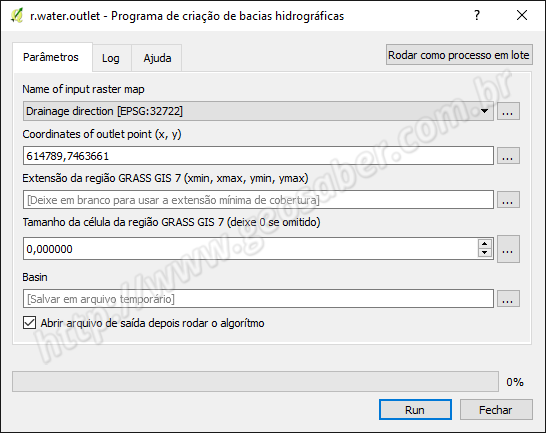 r.water.outlet - Programa de criação de bacias hidrográficas
?
Parâmetros Log Ajuda Rodar como processo em lote
Name of input raster map
Drainage direction [EPSG:32722] ...
Coordinates of outlet point (x, y)
614789,7463661 ...
Extensão da região GRASS GIS 7 (xmin, xmax, ymin, ymax)
[Deixe em branco para usar a extensão mínima de cobertura] ...
Tamanho da célula da região GRASS GIS 7 (deixe 0 se omitido)
0,000000 ...
Basin
[Salvar em arquivo temporário] ...
Abrir arquivo de saída depois rodar o algorítmo
0%
Run Fechar
http://www.geosaber.com.br